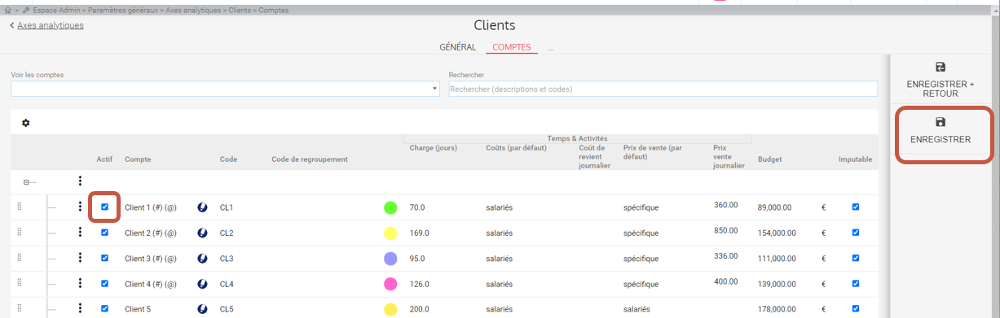 > Espace Admin > Paramètres généraux > Axes analytiques > Clients > Comptes
Axes analytiques
Clients
GÉNÉRAL COMPTES ...
Voir les comptes Rechercher
Rechercher (descriptions et codes)
ENREGISTRER +
RETOUR
ENREGISTRER
Temps & Activités
Actif Compte Code Code de regroupement Charge (jours) Coûts (par défaut) Coût de revient journalier Prix de vente (par défaut) Prix vente journalier Budget Imputable
Client 1 (#) (@) CL1 70.0 salariés spécifique 360.00 89,000.00 €
Client 2 (#) (@) CL2 169.0 salariés spécifique 850.00 154,000.00 €
Client 3 (#) (@) CL3 95.0 salariés spécifique 336.00 111,000.00 €
Client 4 (#) (@) CL4 126.0 salariés spécifique 400.00 139,000.00 €
Client 5 CL5 200.0 salariés salariés 178,000.00 €